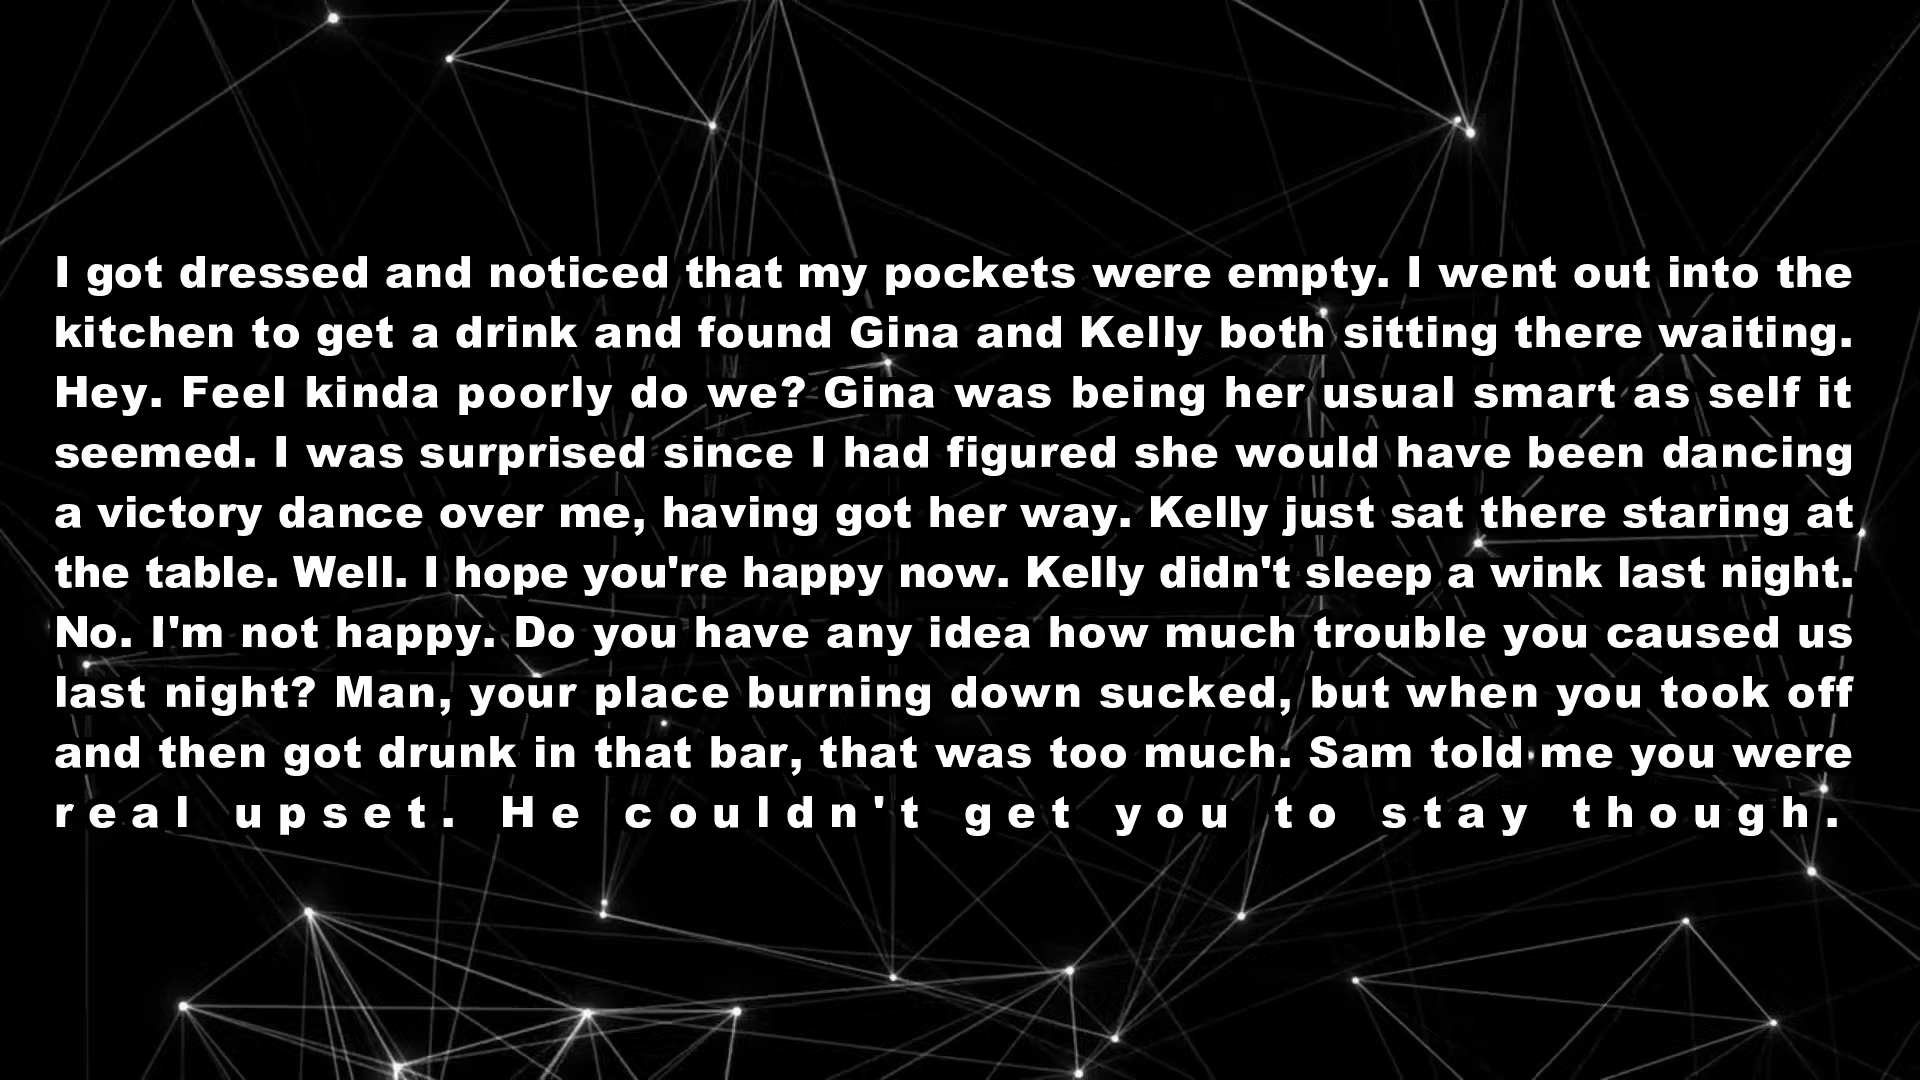 I got dressed and noticed that my pockets were empty. I went out into the
kitchen to get a drink and found Gina and Kelly both sitting there waiting.
Hey. Feel kinda poorly do we? Gina was being her usual smart as self it
seemed. I was surprised since I had figured she would have been dancing
a victory dance over me, having got her way. Kelly just sat there staring at
the table. Well. I hope you're happy now. Kelly didn't sleep a wink last night.
No. I'm not happy. Do you have any idea how much trouble you caused us
last night? Man, your place burning down sucked, but when you took off
and then got drunk in that bar, that was too much. Sam told me you were
real upset. He couldn't get you to stay though.